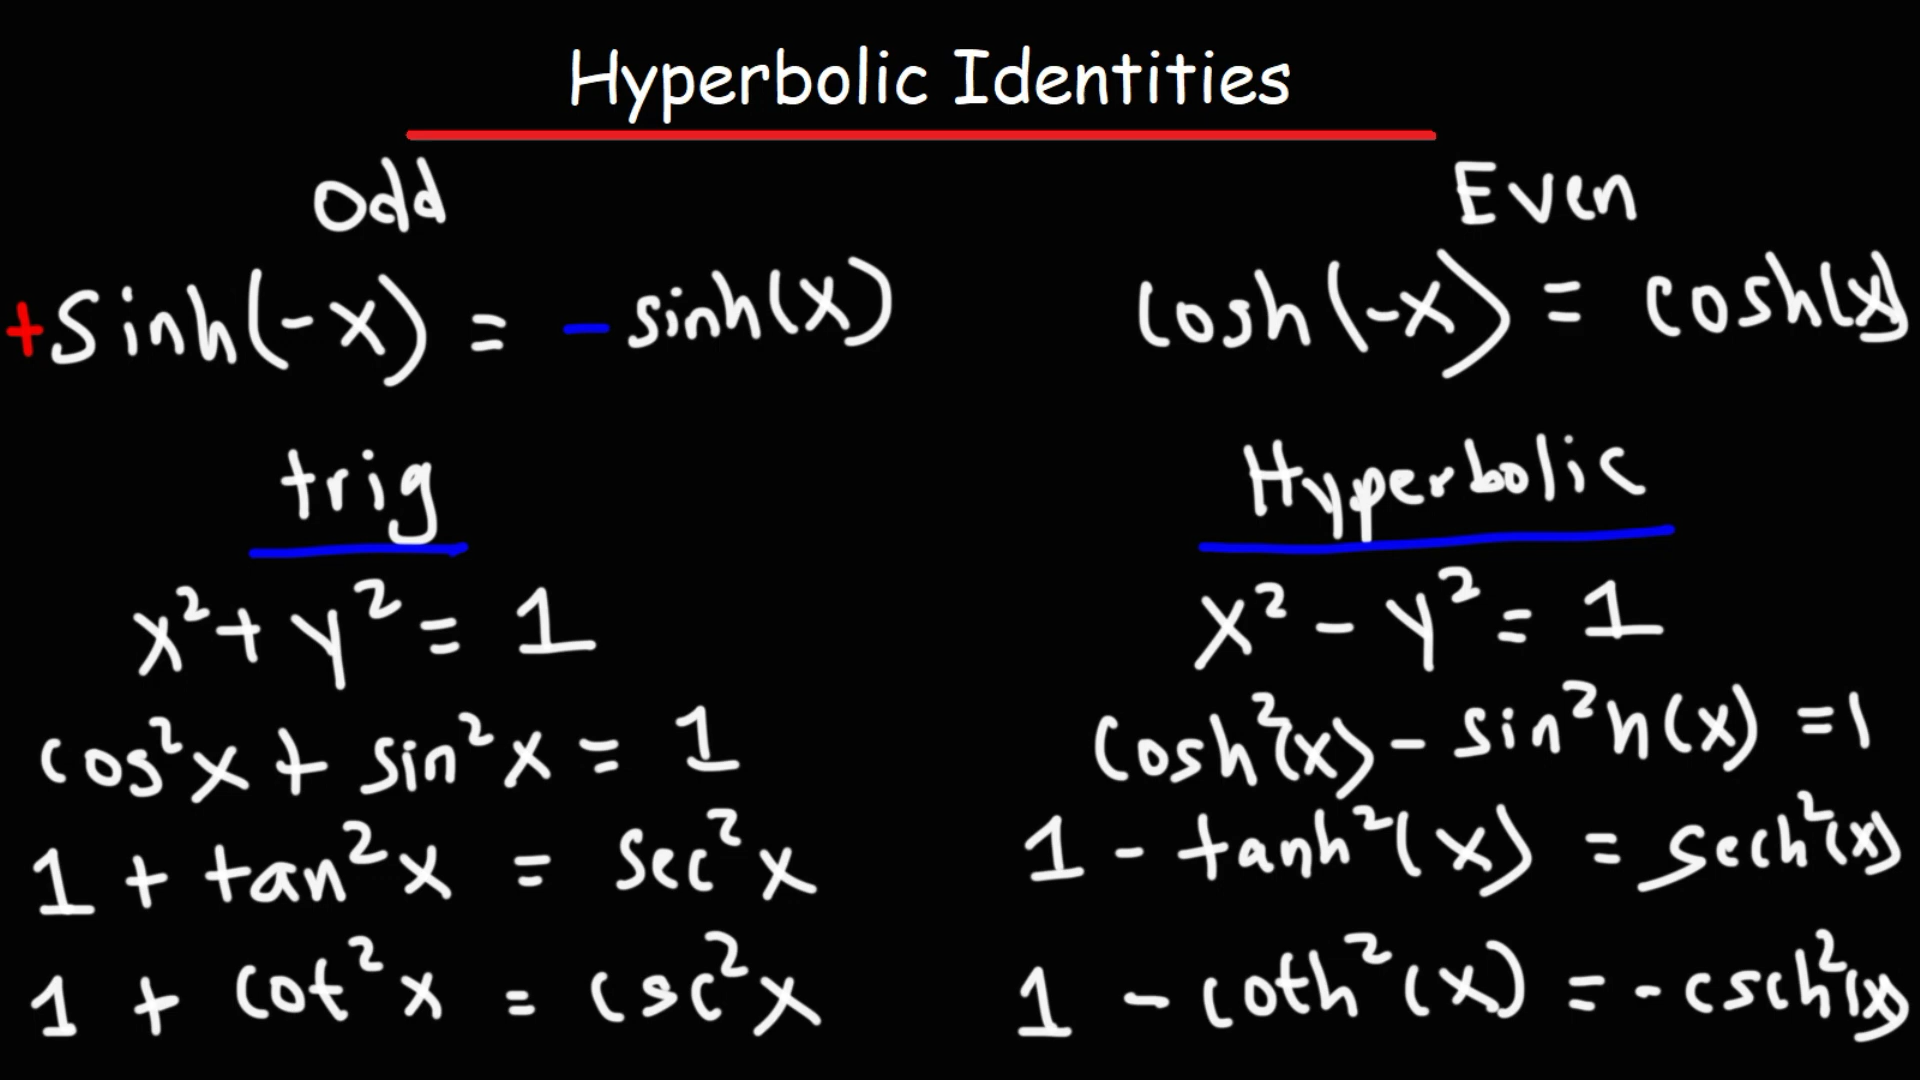 Hyperbolic Identities
Odd
+Sinh(-x) = - sinh(x)
Even
Cosh(-x) = cosh(x)
trig
x²+ y² = 1
cos²x + sin²x = 1
1 + tan²x = sec²x
1 + cot²x = csc²x
Hyperbolic
x² - y² = 1
Cosh²(x) - sin²h(x) = 1
1 - tanh²(x) = sech²(x)
1 - coth²(x) = - csch²(x)